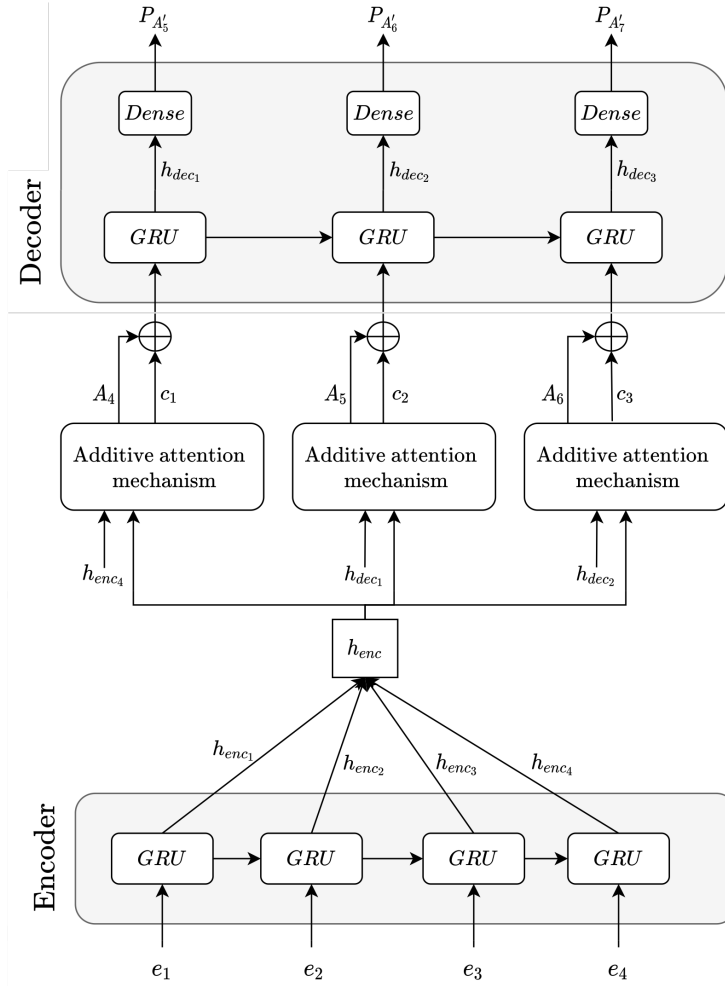 P_{A'_5} P_{A'_6} P_{A'_7}
Dense Dense Dense
h_{dec_1} h_{dec_2} h_{dec_3}
Decoder
GRU GRU GRU
A_4 c_1 A_5 c_2 A_6 c_3
Additive attention
mechanism
Additive attention
mechanism
Additive attention
mechanism
h_{enc_4} h_{dec_1} h_{dec_2}
h_{enc}
h_{enc_1} h_{enc_2} h_{enc_3} h_{enc_4}
Encoder
GRU GRU GRU GRU
e_1 e_2 e_3 e_4